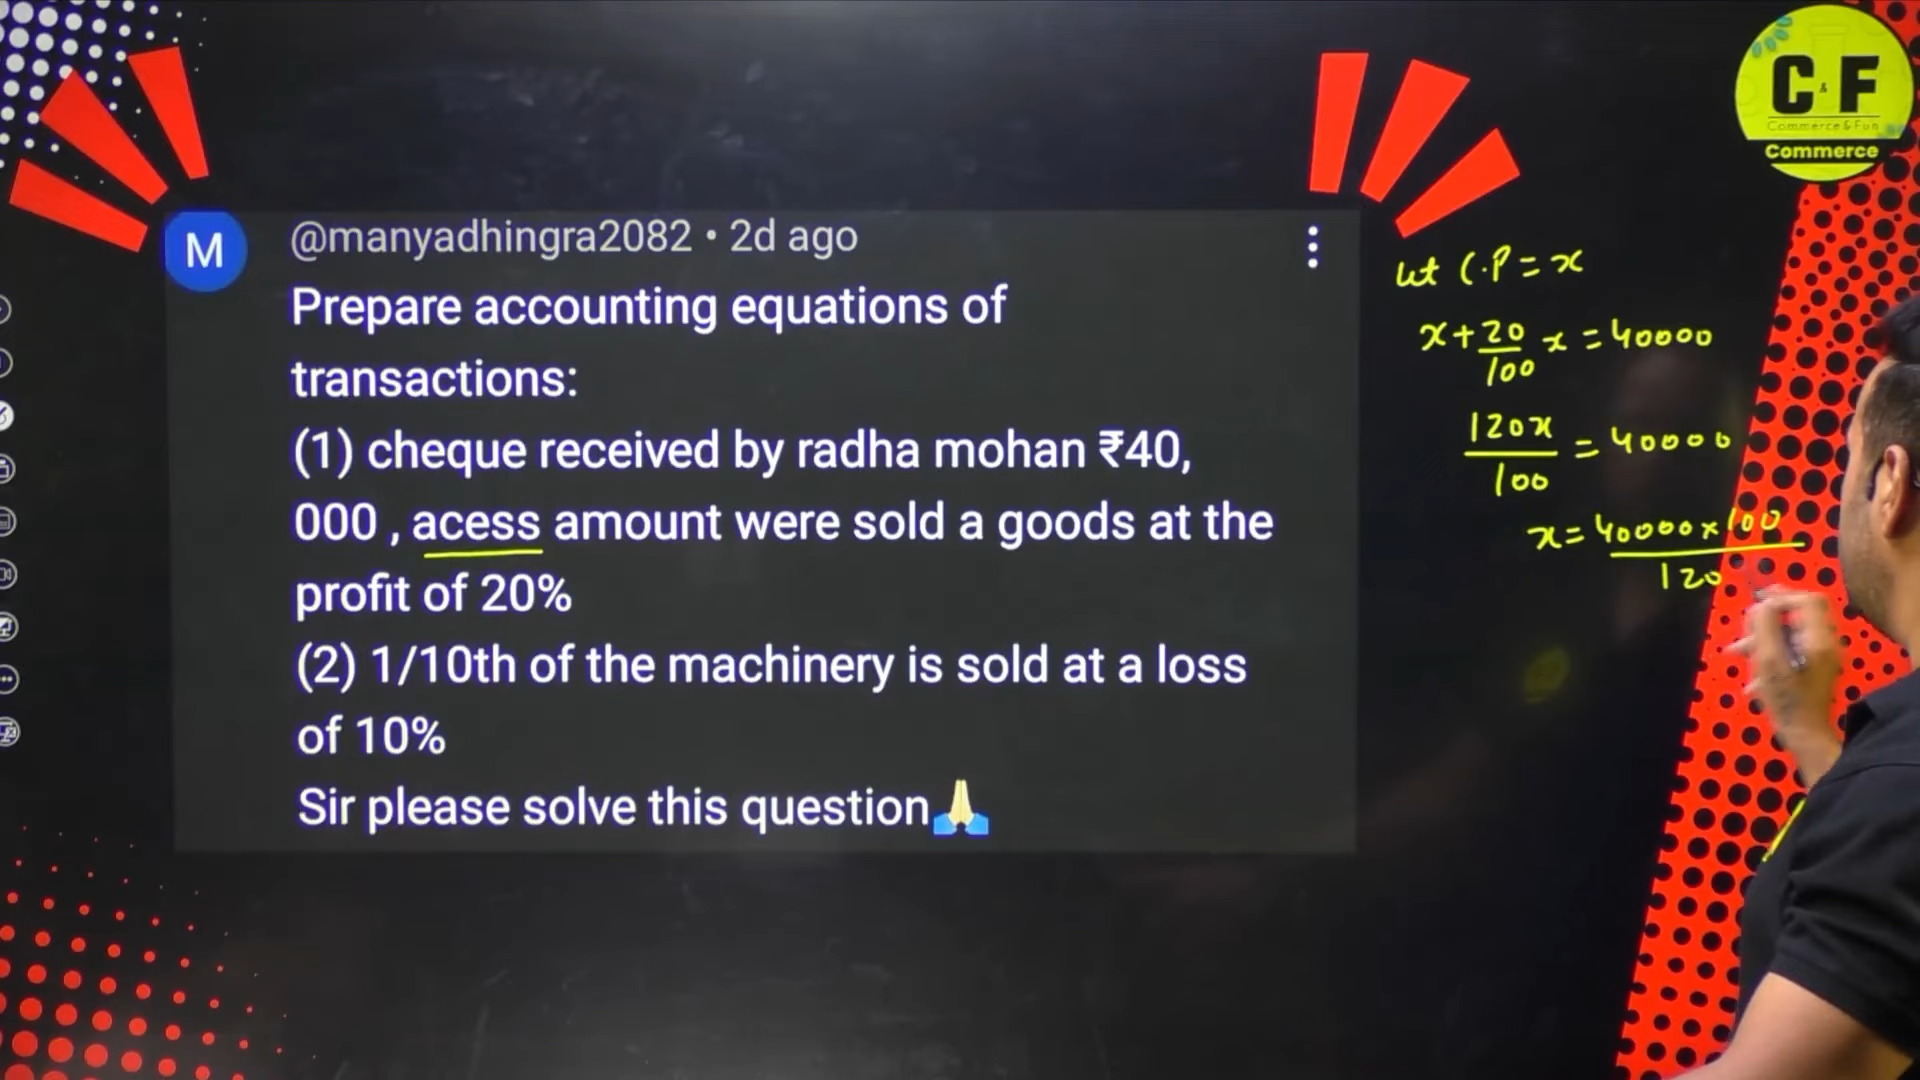 C & F
Commerce & Fun
Commerce
M
@manyadhingra2082 • 2d ago
Prepare accounting equations of
transactions:
(1) cheque received by radha mohan ₹40,
000 , acess amount were sold a goods at the
profit of 20%
(2) 1/10th of the machinery is sold at a loss
of 10%
Sir please solve this question🙏
let C.P = x
x + 20/100 x = 40000
120x/100 = 40000
x = 40000 x 100/120